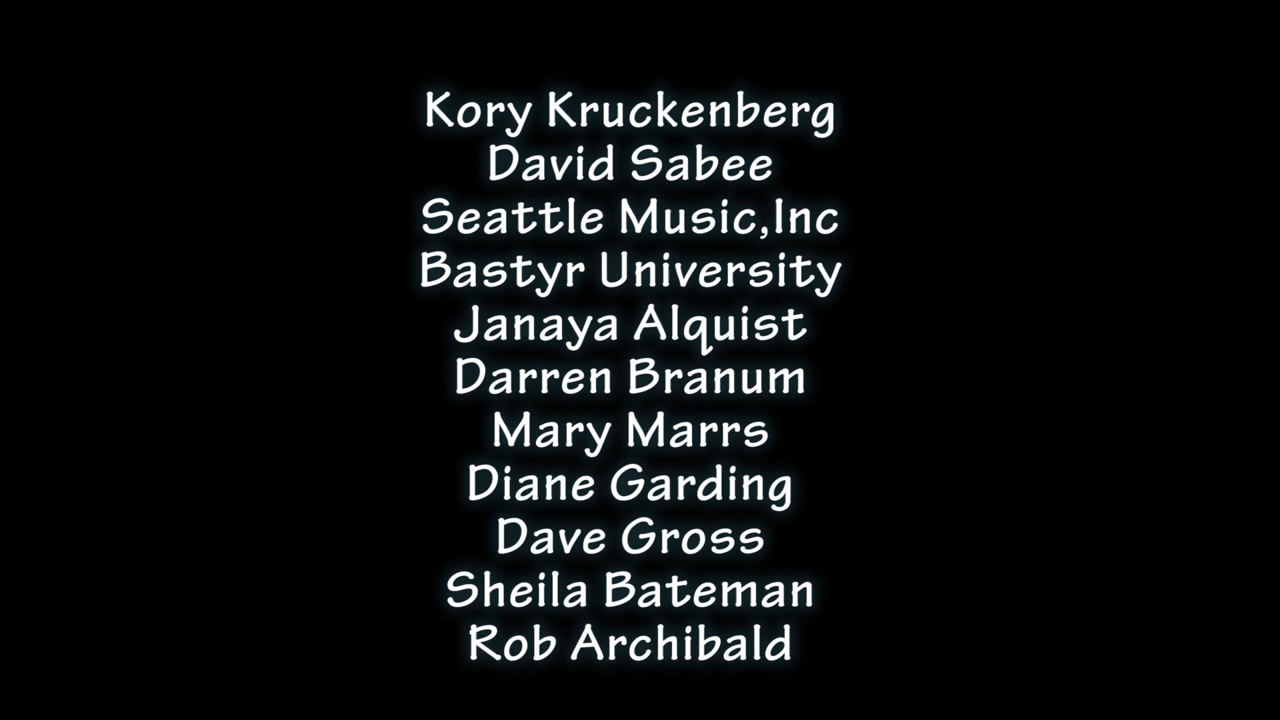 Kory Kruckenberg
David Sabee
Seattle Music,Inc
Bastyr University
Janaya Alquist
Darren Branum
Mary Marrs
Diane Garding
Dave Gross
Sheila Bateman
Rob Archibald